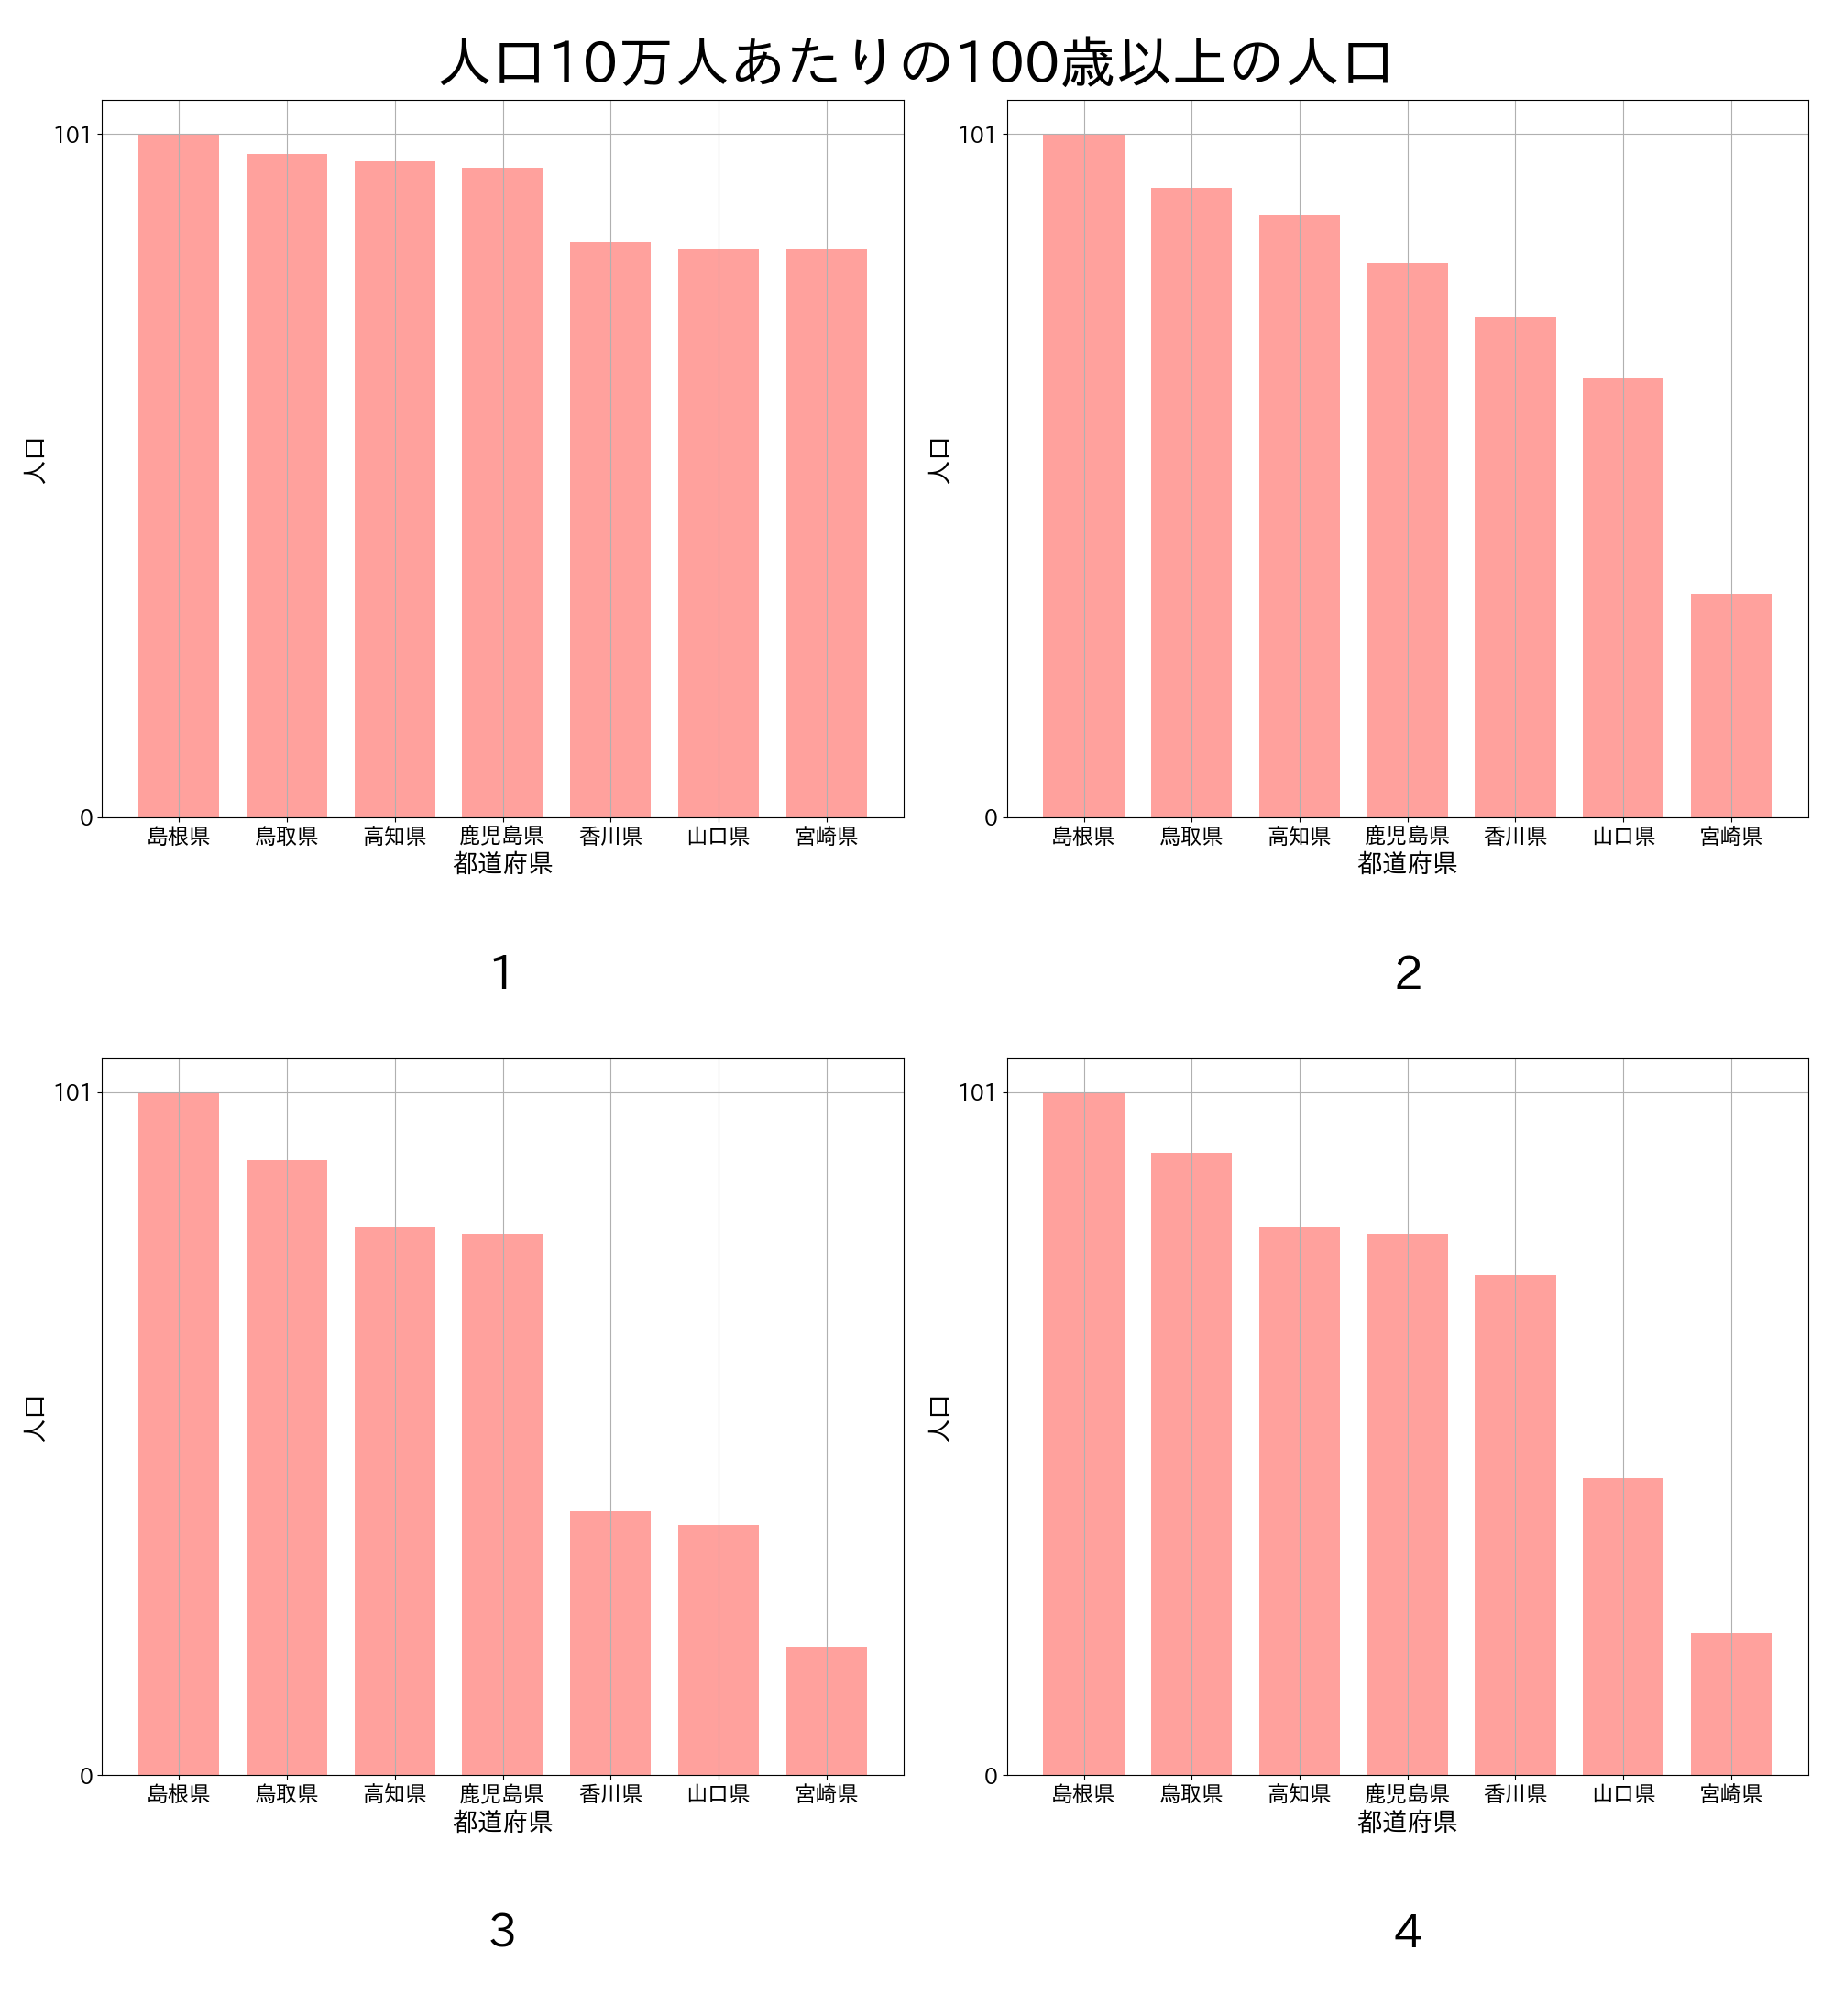 人口10万人あたりの100歳以上の人口
101
0
人口
島根県 鳥取県 高知県 鹿児島県 香川県 山口県 宮崎県
都道府県
1
101
0
人口
島根県 鳥取県 高知県 鹿児島県 香川県 山口県 宮崎県
都道府県
2
101
0
人口
島根県 鳥取県 高知県 鹿児島県 香川県 山口県 宮崎県
都道府県
3
101
0
人口
島根県 鳥取県 高知県 鹿児島県 香川県 山口県 宮崎県
都道府県
4